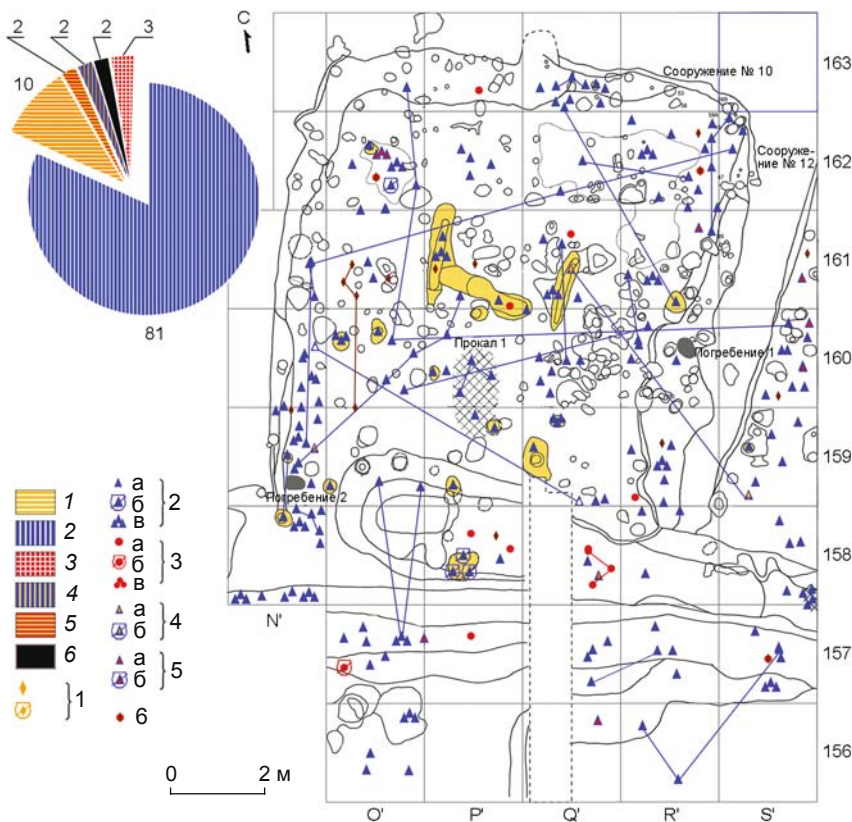 2 2 2 3
10
81
С
Сооружение № 10
Сооруже-
ние № 12
163
162
161
160
159
158
157
156
Прокал 1
Погребение 1
Погребение 2
1
2
3
4
5
6
1
а
б
в
2
а
б
в
3
а
б
4
а
б
5
6
0 2 м
N'
O' P' Q' R' S'